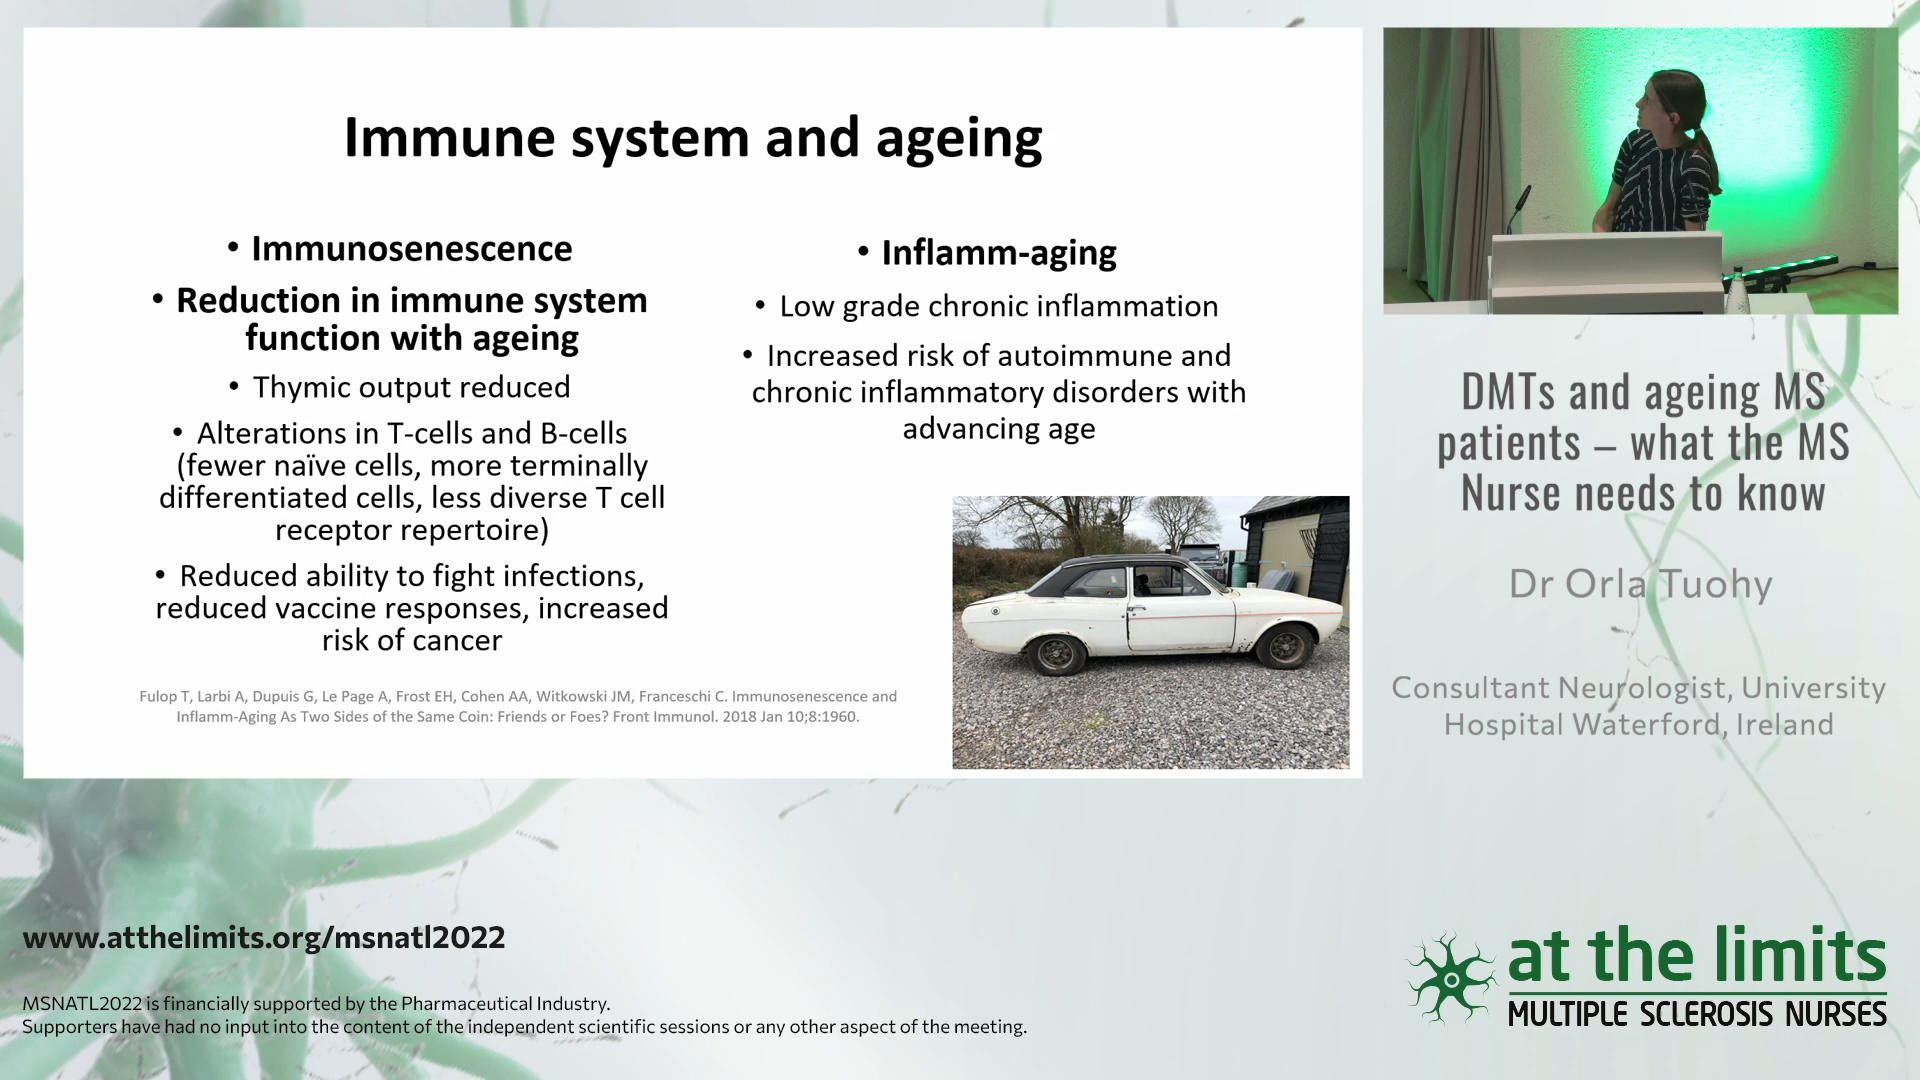 Immune system and ageing
• Immunosenescence
• Reduction in immune system
function with ageing
• Thymic output reduced
• Alterations in T-cells and B-cells
(fewer naïve cells, more terminally
differentiated cells, less diverse T cell
receptor repertoire)
• Reduced ability to fight infections,
reduced vaccine responses, increased
risk of cancer
• Inflamm-aging
• Low grade chronic inflammation
• Increased risk of autoimmune and
chronic inflammatory disorders with
advancing age
Fulop T, Larbi A, Dupuis G, Le Page A, Frost EH, Cohen AA, Witkowski JM, Franceschi C. Immunosenescence and
Inflamm-Aging As Two Sides of the Same Coin: Friends or Foes? Front Immunol. 2018 Jan 10;8:1960.
DMTs and ageing MS
patients – what the MS
Nurse needs to know
Dr Orla Tuohy
Consultant Neurologist, University
Hospital Waterford, Ireland
www.atthelimits.org/msnatl2022
MSNATL2022 is financially supported by the Pharmaceutical Industry.
Supporters have had no input into the content of the independent scientific sessions or any other aspect of the meeting.
at the limits
MULTIPLE SCLEROSIS NURSES